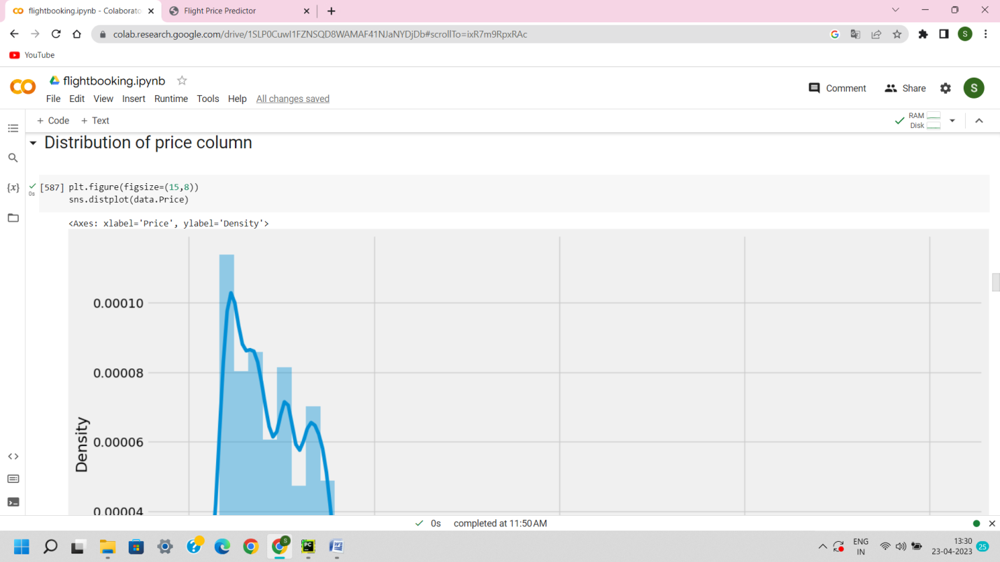 flightbooking.ipynb - Colaborato
Flight Price Predictor
colab.research.google.com/drive/1SLP0CuwI1FZNSQD8WAMAF41NJaNYDjDb#scrollTo=ixR7m9RpxRAc
S
YouTube
flightbooking.ipynb
File Edit View Insert Runtime Tools Help All changes saved
Comment Share S
+ Code + Text
RAM
Disk
Distribution of price column
{x}
0s
[587] plt.figure(figsize=(15,8))
sns.distplot(data.Price)
<Axes: xlabel='Price', ylabel='Density'>
0.00010
0.00008
0.00006
0.00004
Density
0s completed at 11:50 AM
ENG
IN
13:30
23-04-2023
25